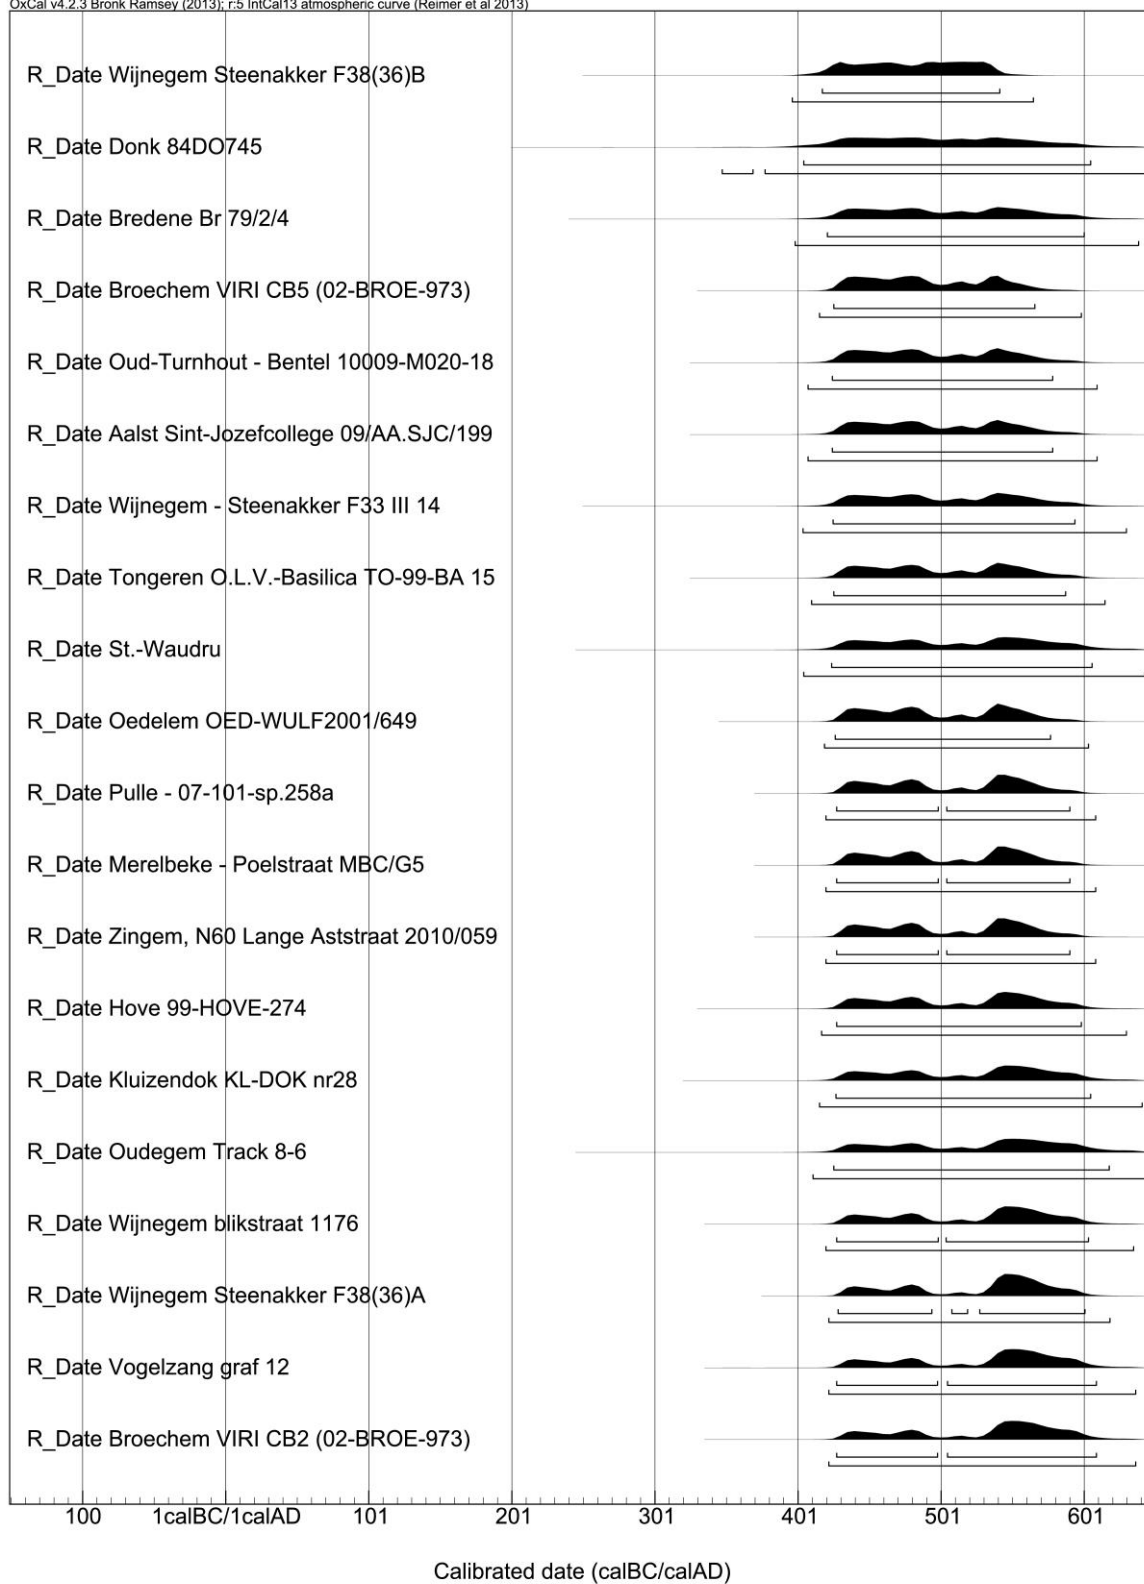 OxCal v4.2.3 Bronk Ramsey (2013); r:5 IntCal13 atmospheric curve (Reimer et al 2013)
R_Date Wijnegem Steenakker F38(36)B
R_Date Donk 84DO745
R_Date Bredene Br 79/2/4
R_Date Broechem VIRI CB5 (02-BROE-973)
R_Date Oud-Turnhout - Bentel 10009-M020-18
R_Date Aalst Sint-Jozefcollege 09/AA.SJC/199
R_Date Wijnegem - Steenakker F33 III 14
R_Date Tongeren O.L.V.-Basilica TO-99-BA 15
R_Date St.-Waudru
R_Date Oedelem OED-WULF2001/649
R_Date Pulle - 07-101-sp.258a
R_Date Merelbeke - Poelstraat MBC/G5
R_Date Zingem, N60 Lange Aststraat 2010/059
R_Date Hove 99-HOVE-274
R_Date Kluizendok KL-DOK nr28
R_Date Oudegem Track 8-6
R_Date Wijnegem blikstraat 1176
R_Date Wijnegem Steenakker F38(36)A
R_Date Vogelzang graf 12
R_Date Broechem VIRI CB2 (02-BROE-973)
100 1calBC/1calAD 101 201 301 401 501 601
Calibrated date (calBC/calAD)